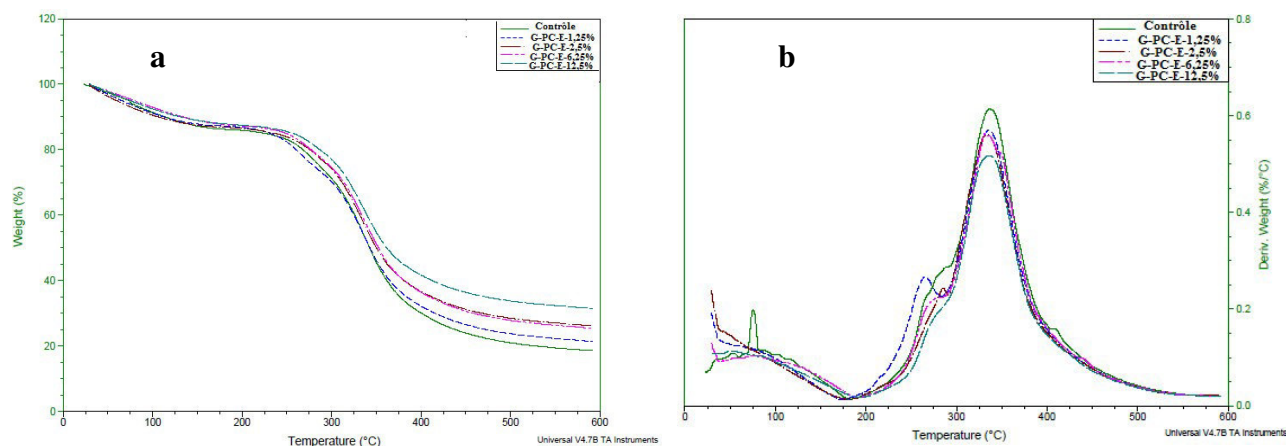 a
Contrôle
G-PC-E-1,25%
G-PC-E-2,5%
G-PC-E-6,25%
G-PC-E-12,5%
120
100
80
60
40
20
0
Weight (%)
0 100 200 300 400 500 600
Temperature (°C)
Universal V4.7B TA Instruments
b
Contrôle
G-PC-E-1,25%
G-PC-E-2,5%
G-PC-E-6,25%
G-PC-E-12,5%
0.8
0.6
0.4
0.2
0.0
Deriv. Weight (%/°C)
0 100 200 300 400 500 600
Temperature (°C)
Universal V4.7B TA Instruments